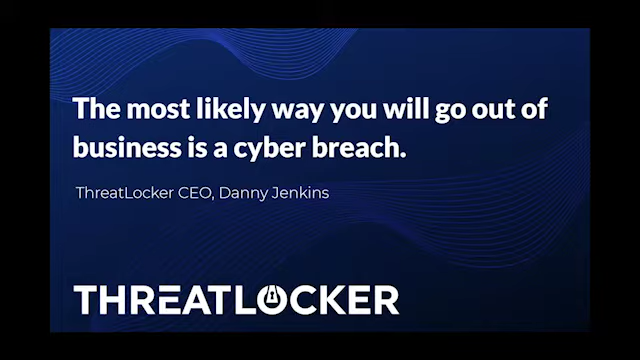 The most likely way you will go out of
business is a cyber breach.
ThreatLocker CEO, Danny Jenkins
THREATLOCKER